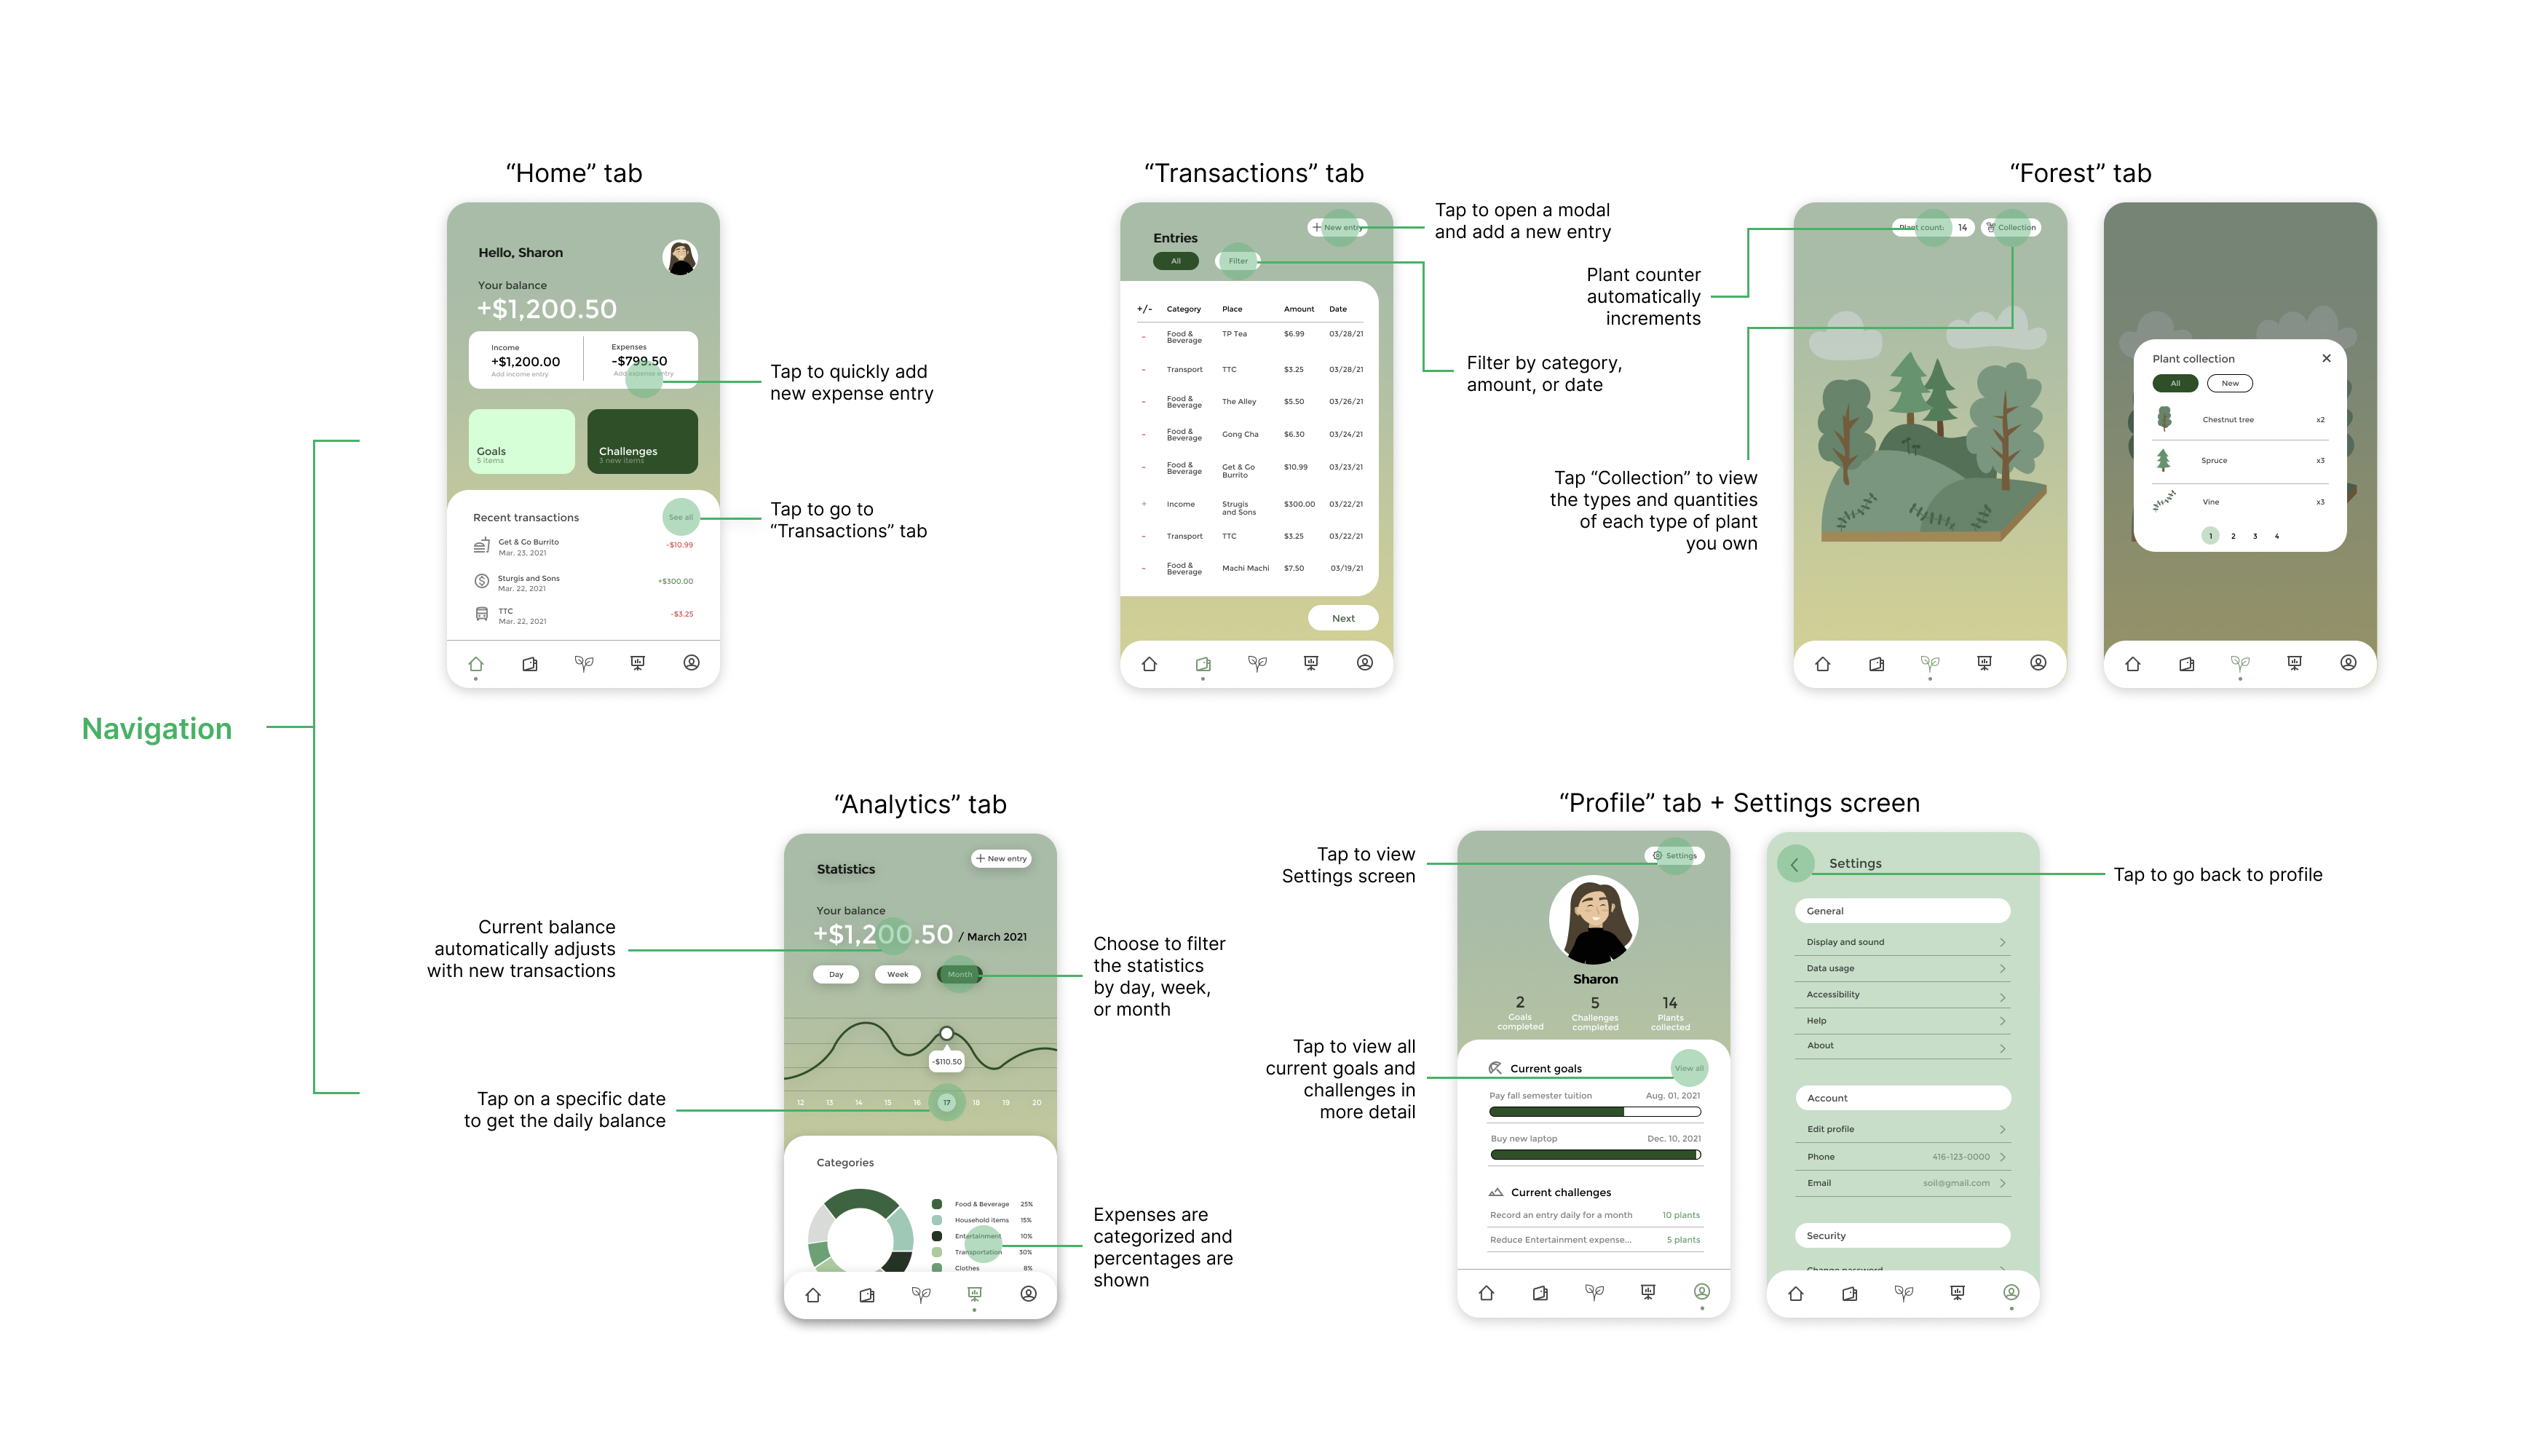 Navigation
“Home” tab
Hello, Sharon
Your balance
+$1,200.50
Income
+$1,200.00
Add income entry
Expenses
-$799.50
Add expense entry
Goals
5 items
Challenges
3 new items
Recent transactions
See all
Get & Go Burrito
Mar. 23, 2021
-$10.99
Sturgis and Sons
Mar. 22, 2021
+$300.00
TTC
Mar. 22, 2021
-$3.25
Tap to quickly add
new expense entry
Tap to go to
“Transactions” tab
“Transactions” tab
+ New entry
Entries
All
Filter
+/- Category Place Amount Date
- Food & Beverage TP Tea $6.99 03/28/21
- Transport TTC $3.25 03/28/21
- Food & Beverage The Alley $5.50 03/26/21
- Food & Beverage Gong Cha $6.30 03/24/21
- Food & Beverage Get & Go Burrito $10.99 03/23/21
+ Income Strugis and Sons $300.00 03/22/21
- Transport TTC $3.25 03/22/21
- Food & Beverage Machi Machi $7.50 03/19/21
Next
Tap to open a modal
and add a new entry
Filter by category,
amount, or date
“Forest” tab
Plant count: 14
Collection
Plant counter
automatically
increments
Tap “Collection” to view
the types and quantities
of each type of plant
you own
Plant collection
All
New
Chestnut tree x2
Spruce x3
Vine x3
1 2 3 4
“Analytics” tab
+ New entry
Statistics
Your balance
+$1,200.50 / March 2021
Day
Week
Month
-$110.50
12 13 14 15 16 17 18 19 20
Categories
Food & Beverage 25%
Household items 15%
Entertainment 10%
Transportation 30%
Clothes 8%
Current balance
automatically adjusts
with new transactions
Tap on a specific date
to get the daily balance
Choose to filter
the statistics
by day, week,
or month
Expenses are
categorized and
percentages are
shown
“Profile” tab + Settings screen
Settings
Sharon
2
Goals
completed
5
Challenges
completed
14
Plants
collected
Current goals
View all
Pay fall semester tuition Aug. 01, 2021
Buy new laptop Dec. 10, 2021
Current challenges
Record an entry daily for a month 10 plants
Reduce Entertainment expense... 5 plants
Tap to view
Settings screen
Tap to view all
current goals and
challenges in
more detail
Settings
General
Display and sound
Data usage
Accessibility
Help
About
Account
Edit profile
Phone 416-123-0000
Email soil@gmail.com
Security
Change password
Tap to go back to profile